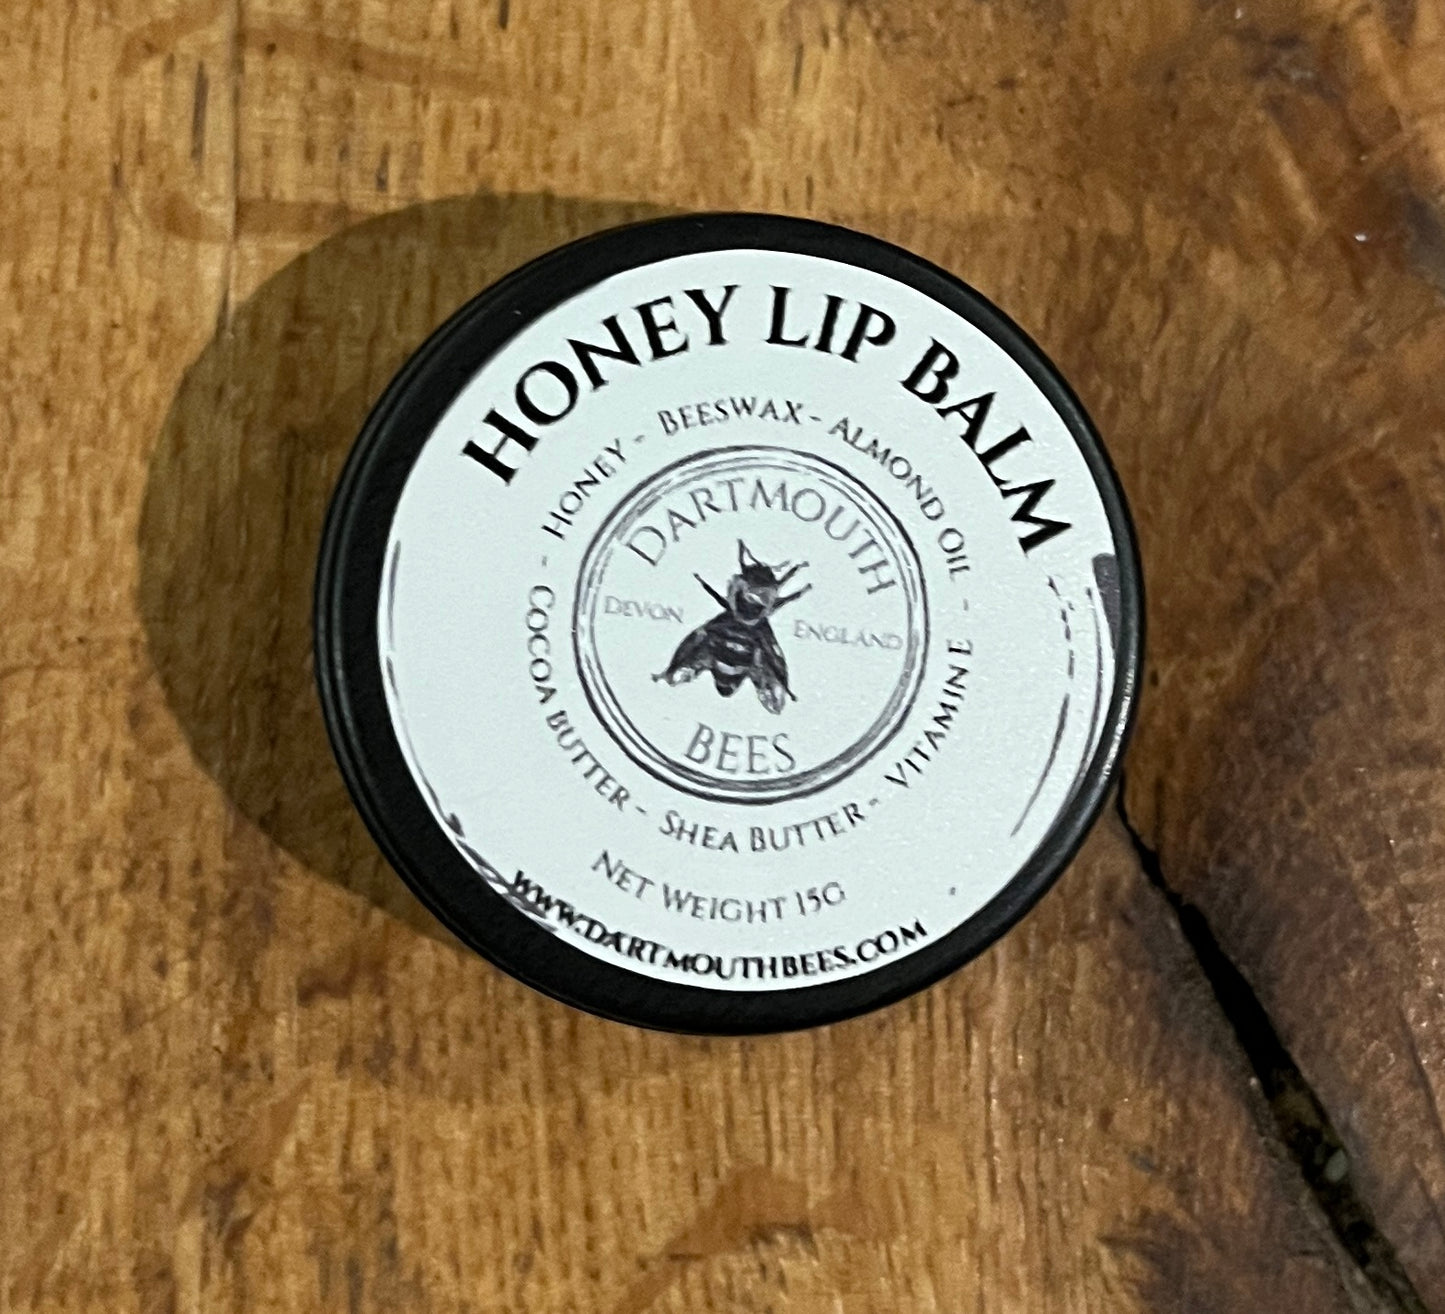 HONEY LIP BALM
- HONEY - BEESWAX - ALMOND OIL - VITAMIN E - SHEA BUTTER - COCOA BUTTER
DARTMOUTH
DEVON ENGLAND
BEES
NET WEIGHT 15G
WWW.DARTMOUTHBEES.COM